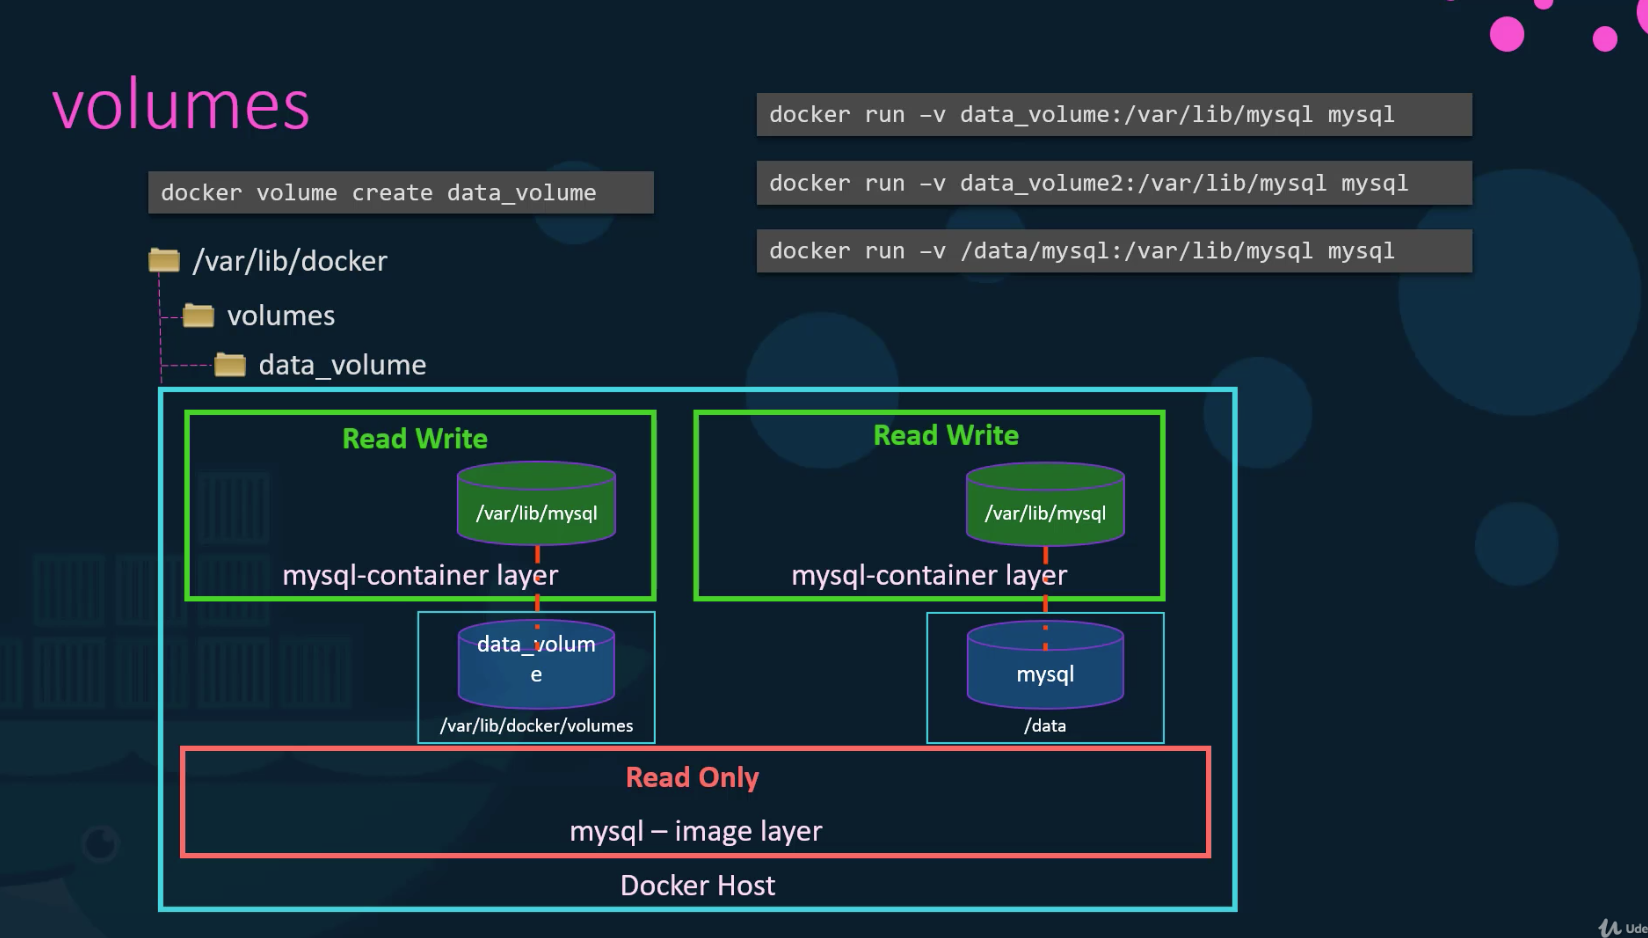 volumes
docker volume create data_volume
/var/lib/docker
volumes
data_volume
docker run –v data_volume:/var/lib/mysql mysql
docker run –v data_volume2:/var/lib/mysql mysql
docker run –v /data/mysql:/var/lib/mysql mysql
Read Write
/var/lib/mysql
mysql-container layer
data_volum
e
/var/lib/docker/volumes
Read Write
/var/lib/mysql
mysql-container layer
mysql
/data
Read Only
mysql – image layer
Docker Host